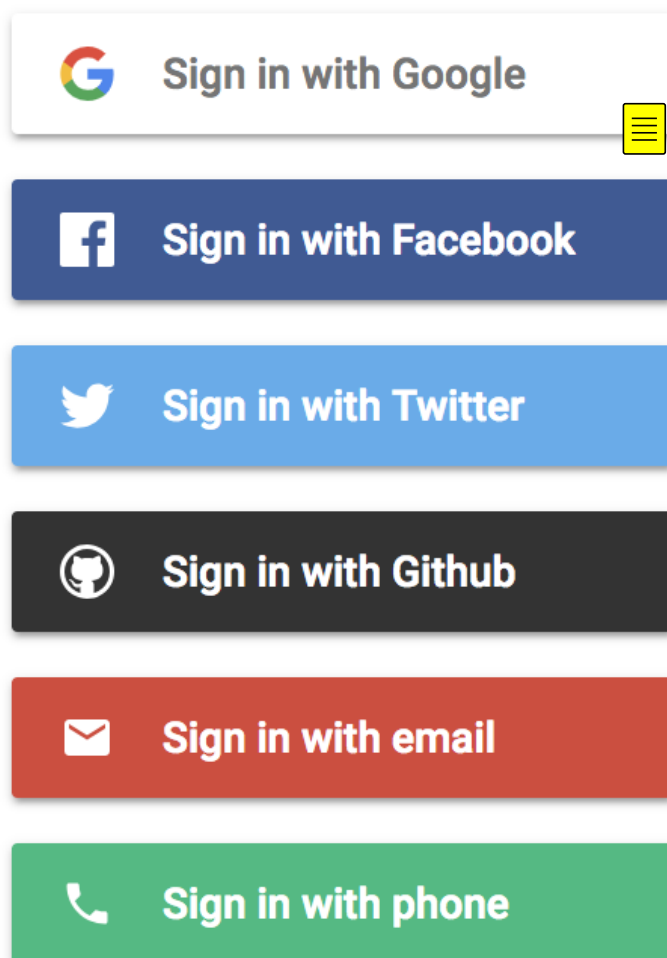 Sign in with Google
Sign in with Facebook
Sign in with Twitter
Sign in with Github
Sign in with email
Sign in with phone